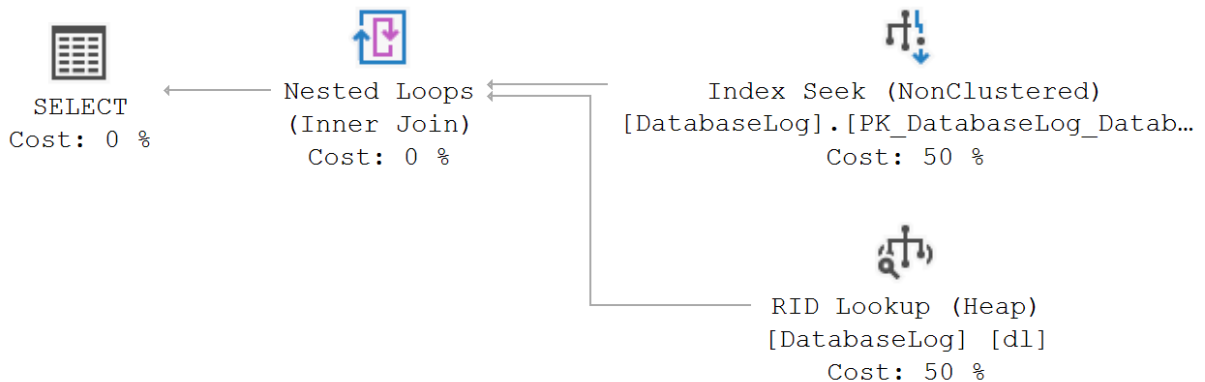 SELECT
Cost: 0 %
Nested Loops
(Inner Join)
Cost: 0 %
Index Seek (NonClustered)
[DatabaseLog].[PK_DatabaseLog_Datab…
Cost: 50 %
RID Lookup (Heap)
[DatabaseLog] [dl]
Cost: 50 %